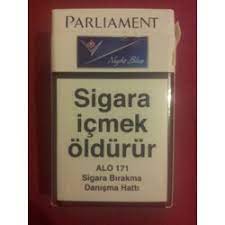 PARLIAMENT
Night Blue
Sigara
içmek
öldürür
ALO 171
Sigara Bırakma
Danışma Hattı